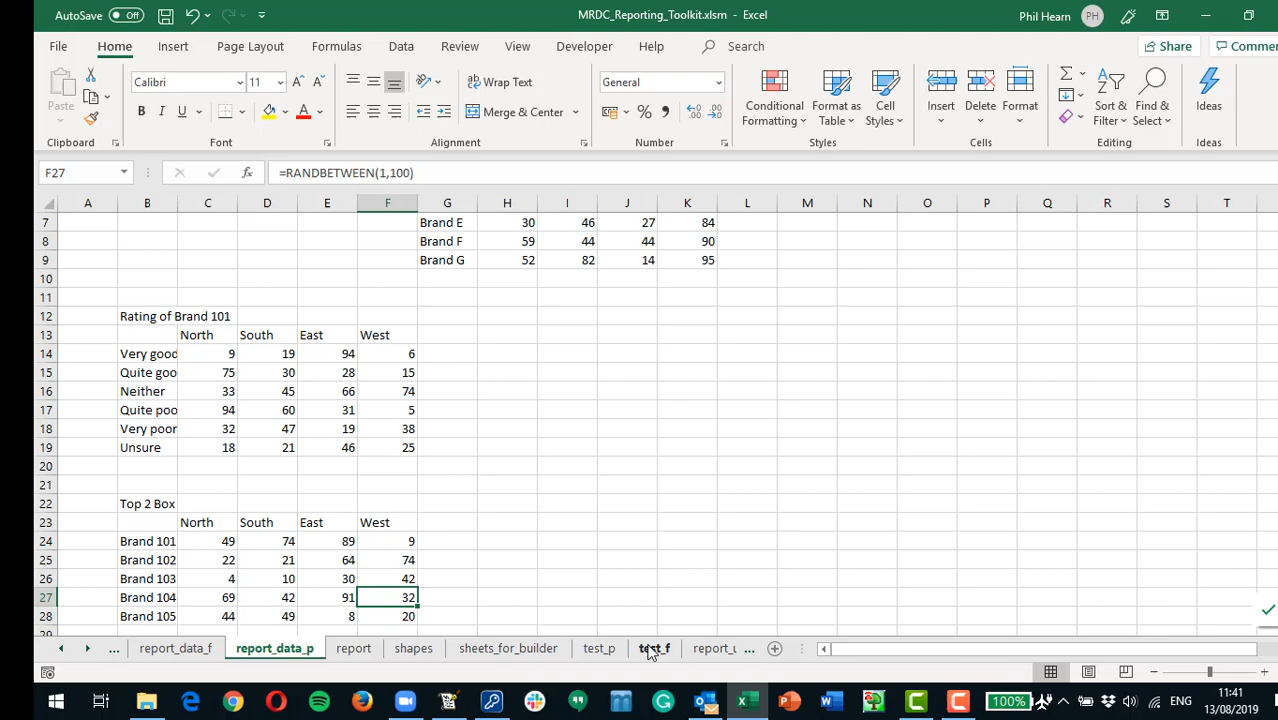 AutoSave Off MRDC_Reporting_Toolkit.xlsm - Excel Phil Hearn PH
File Home Insert Page Layout Formulas Data Review View Developer Help Search Share Comme
Paste Calibri 11 Wrap Text General Conditional Formatting Format as Table Cell Styles Insert Delete Format Sort & Filter Find & Select Ideas
B I U Merge & Center
Clipboard Font Alignment Number Styles Cells Editing Ideas
F27 fx =RANDBETWEEN(1,100)
A B C D E F G H I J K L M N O P Q R S T
7 Brand E 30 46 27 84
8 Brand F 59 44 44 90
9 Brand G 52 82 14 95
10
11
12 Rating of Brand 101
13 North South East West
14 Very good 9 19 94 6
15 Quite goo 75 30 28 15
16 Neither 33 45 66 74
17 Quite poo 94 60 31 5
18 Very poor 32 47 19 38
19 Unsure 18 21 46 25
20
21
22 Top 2 Box
23 North South East West
24 Brand 101 49 74 89 9
25 Brand 102 22 21 64 74
26 Brand 103 4 10 30 42
27 Brand 104 69 42 91 32
28 Brand 105 44 49 8 20
29
... report_data_f report_data_p report shapes sheets_for_builder test_p test_f report_u ...
100% ENG 11:41
13/08/2019